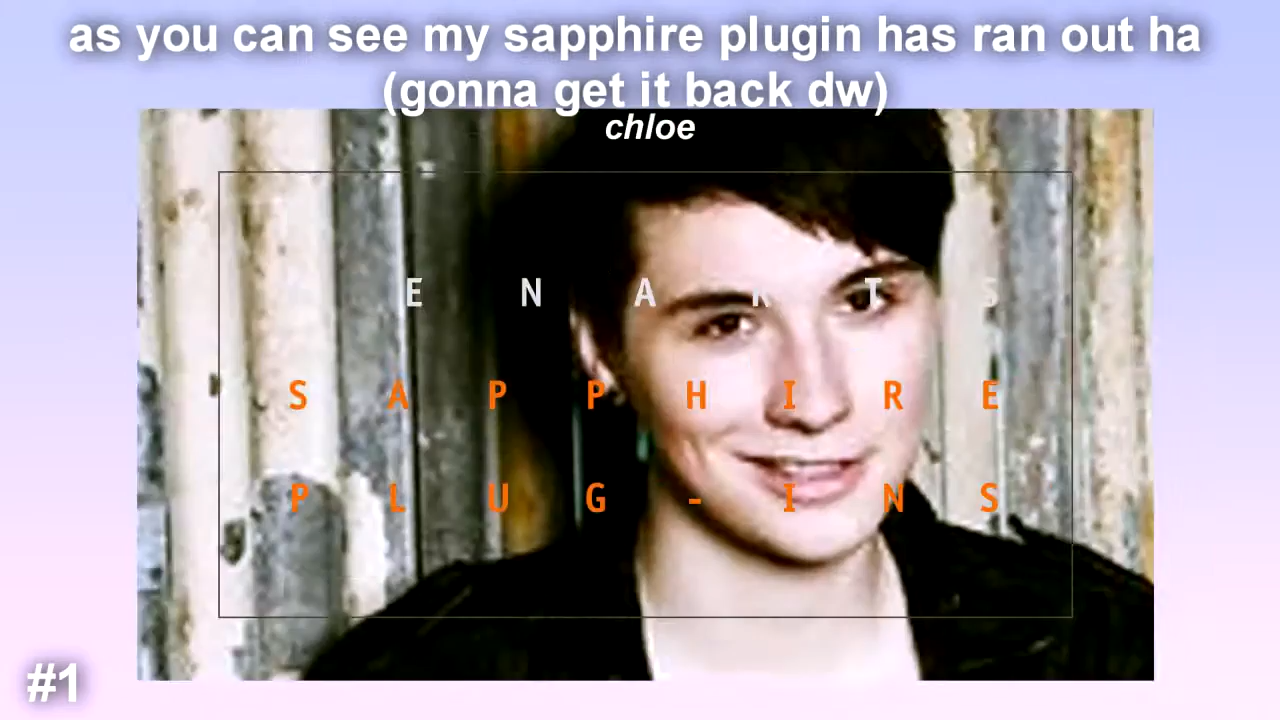 as you can see my sapphire plugin has ran out ha
(gonna get it back dw)
chloe
E N A R T S
S A P P H I R E
P L U G - I N S
#1